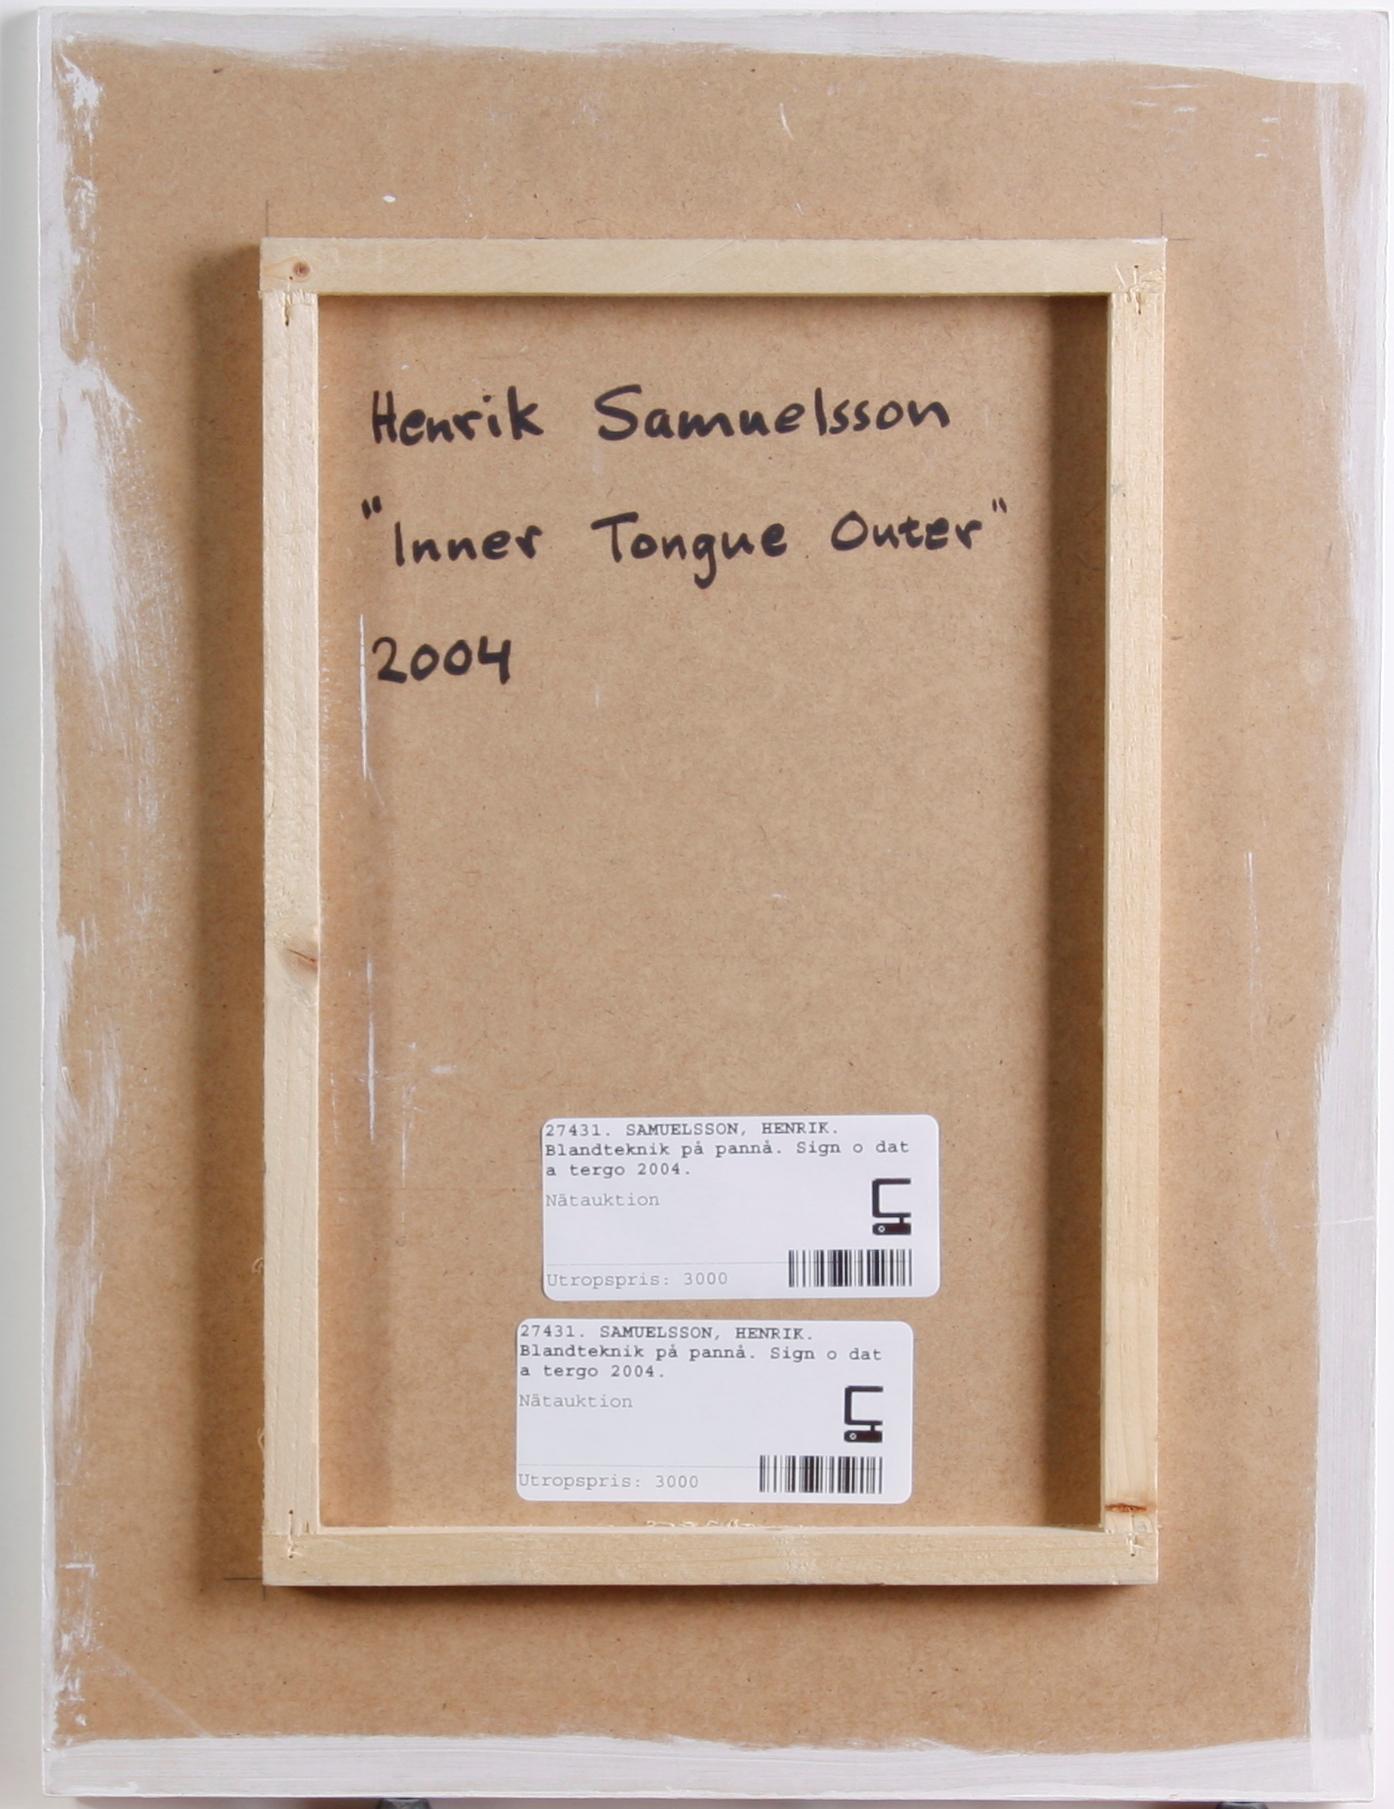 Henrik Samuelsson
"Inner Tongue Outer"
2004
27431. SAMUELSSON, HENRIK.
Blandteknik på pannå. Sign o dat
a tergo 2004.
Nätauktion
Utropspris: 3000
27431. SAMUELSSON, HENRIK.
Blandteknik på pannå. Sign o dat
a tergo 2004.
Nätauktion
Utropspris: 3000